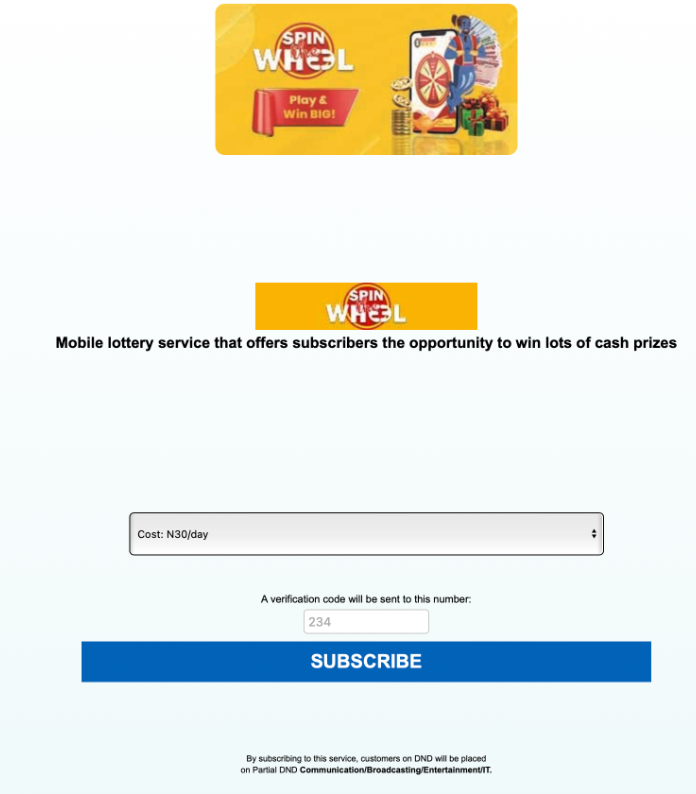 SPIN
the
WHEEL
Play &
Win BIG!
SPIN
the
WHEEL
Mobile lottery service that offers subscribers the opportunity to win lots of cash prizes
Cost: N30/day
A verification code will be sent to this number:
234
SUBSCRIBE
By subscribing to this service, customers on DND will be placed
on Partial DND Communication/Broadcasting/Entertainment/IT.